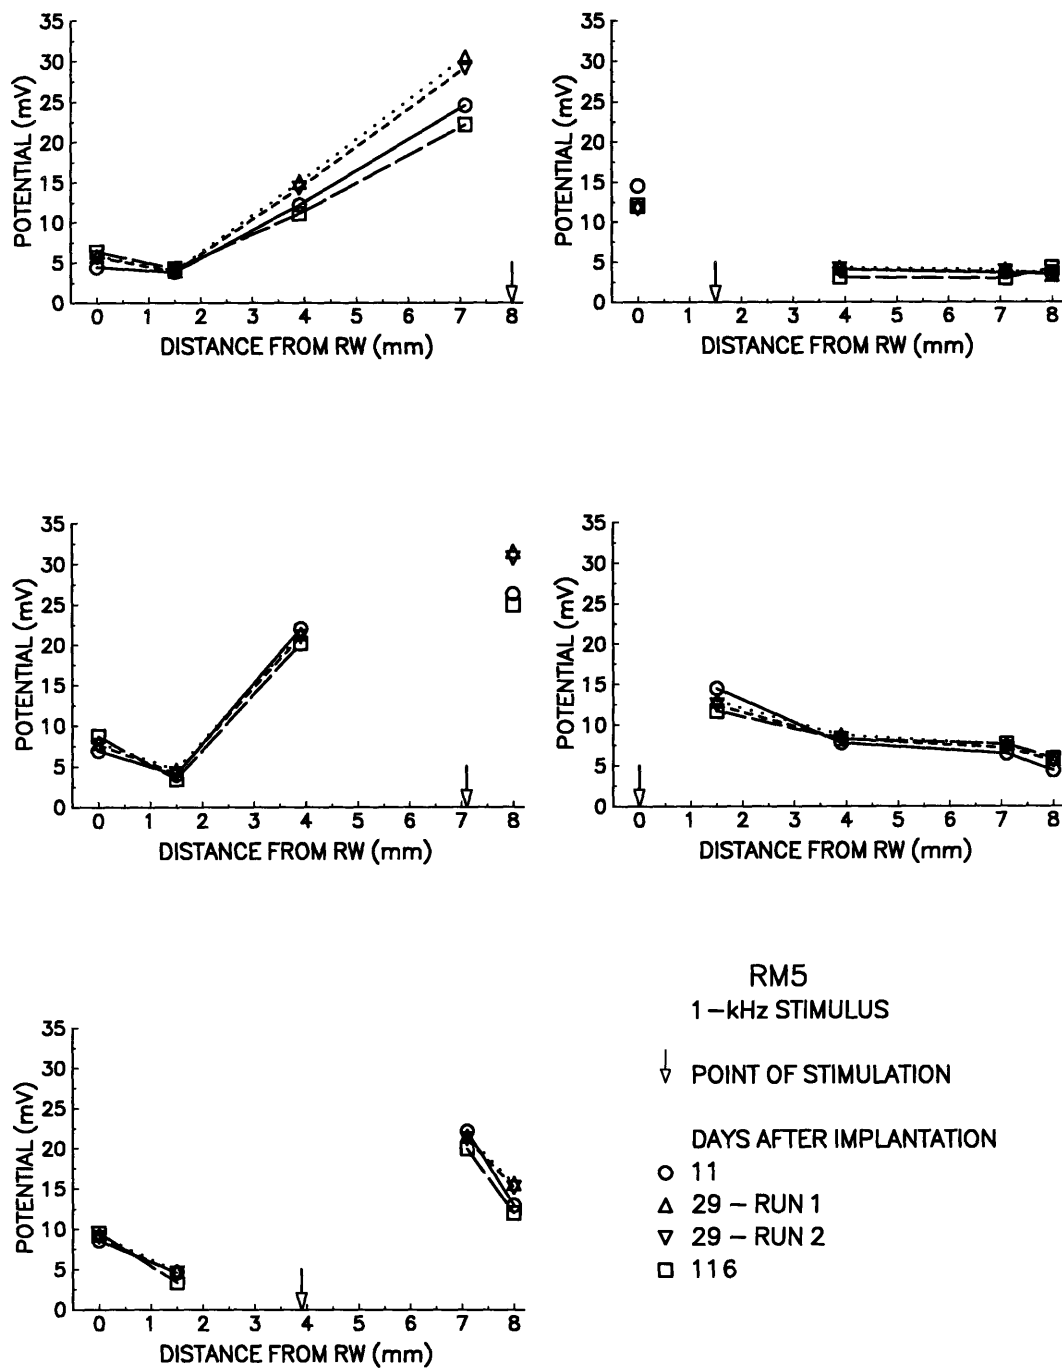 35
30
25
20
15
10
5
0
POTENTIAL (mV)
0 1 2 3 4 5 6 7 8
DISTANCE FROM RW (mm)
35
30
25
20
15
10
5
0
POTENTIAL (mV)
0 1 2 3 4 5 6 7 8
DISTANCE FROM RW (mm)
35
30
25
20
15
10
5
0
POTENTIAL (mV)
0 1 2 3 4 5 6 7 8
DISTANCE FROM RW (mm)
35
30
25
20
15
10
5
0
POTENTIAL (mV)
0 1 2 3 4 5 6 7 8
DISTANCE FROM RW (mm)
35
30
25
20
15
10
5
0
POTENTIAL (mV)
0 1 2 3 4 5 6 7 8
DISTANCE FROM RW (mm)
RM5
1-kHz STIMULUS
POINT OF STIMULATION
DAYS AFTER IMPLANTATION
11
29 - RUN 1
29 - RUN 2
116